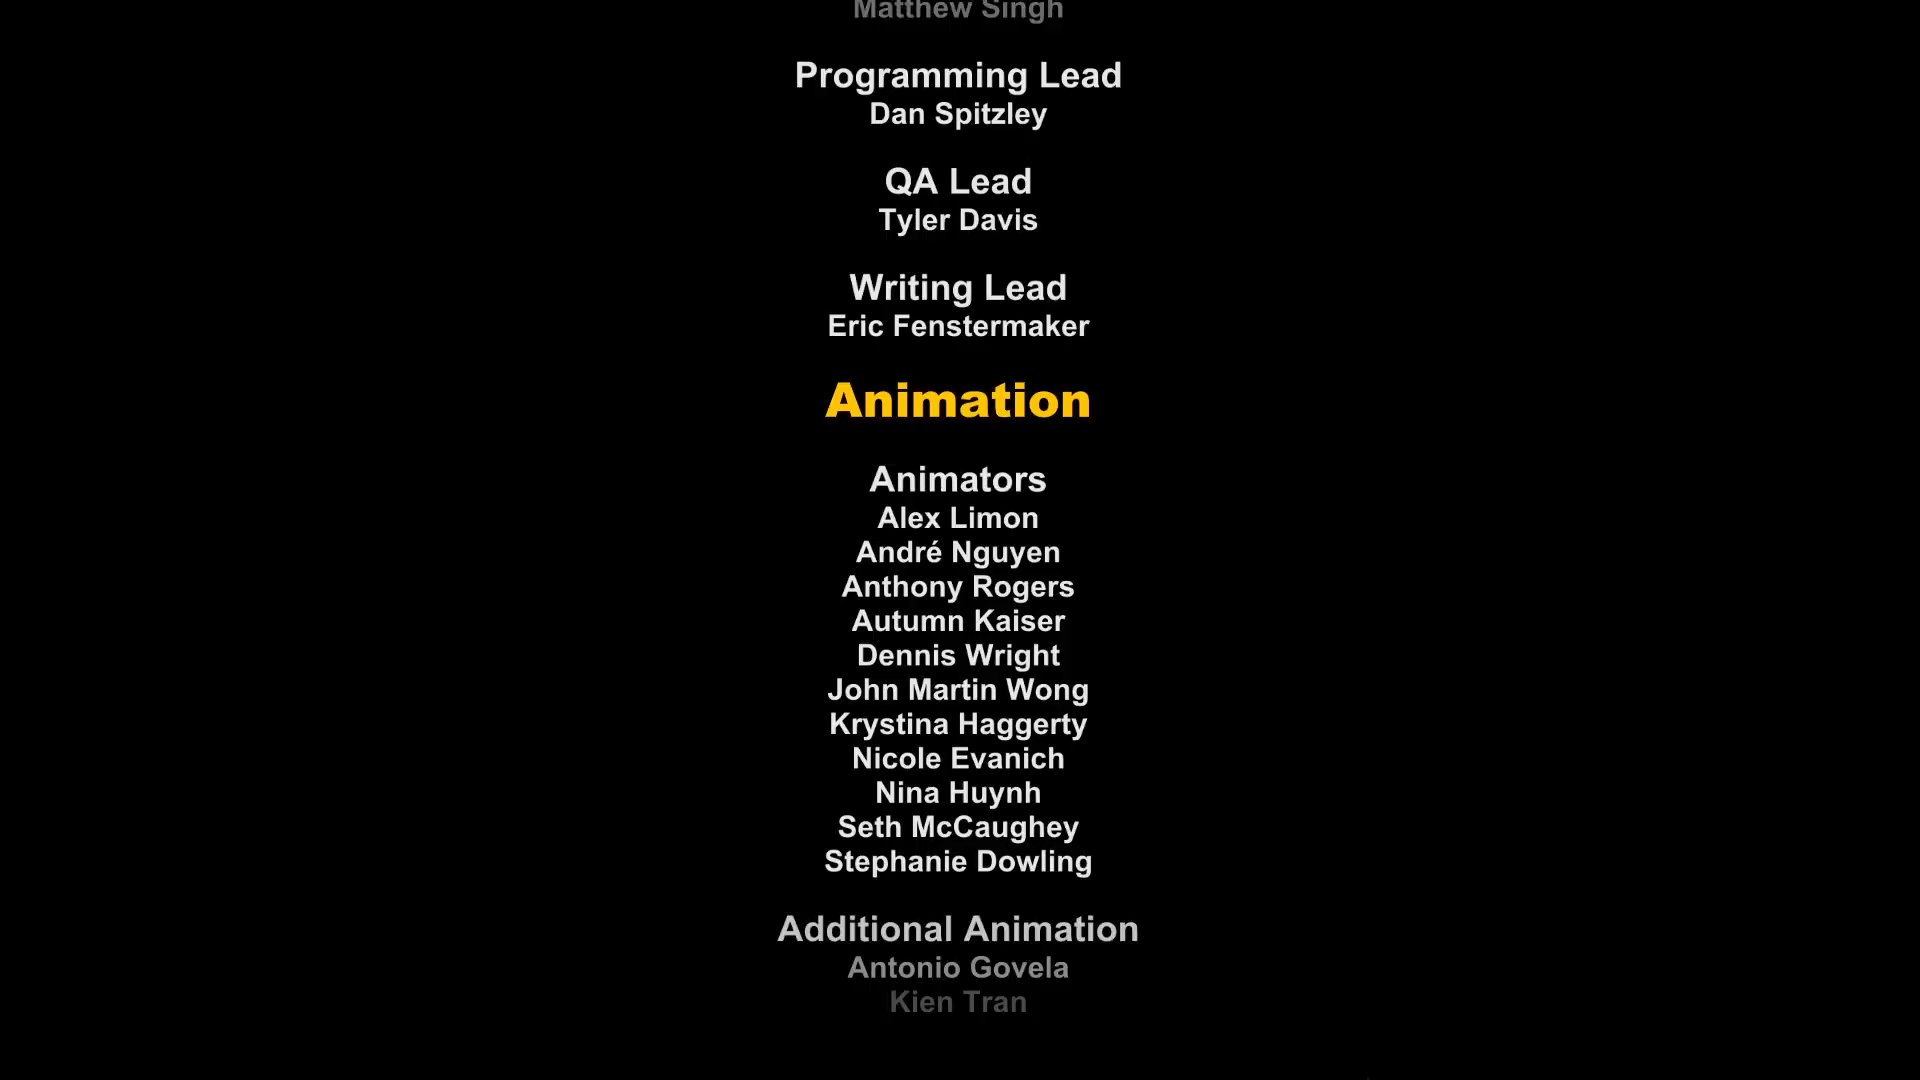 Matthew Singh
Programming Lead
Dan Spitzley
QA Lead
Tyler Davis
Writing Lead
Eric Fenstermaker
Animation
Animators
Alex Limon
André Nguyen
Anthony Rogers
Autumn Kaiser
Dennis Wright
John Martin Wong
Krystina Haggerty
Nicole Evanich
Nina Huynh
Seth McCaughey
Stephanie Dowling
Additional Animation
Antonio Govela
Kien Tran